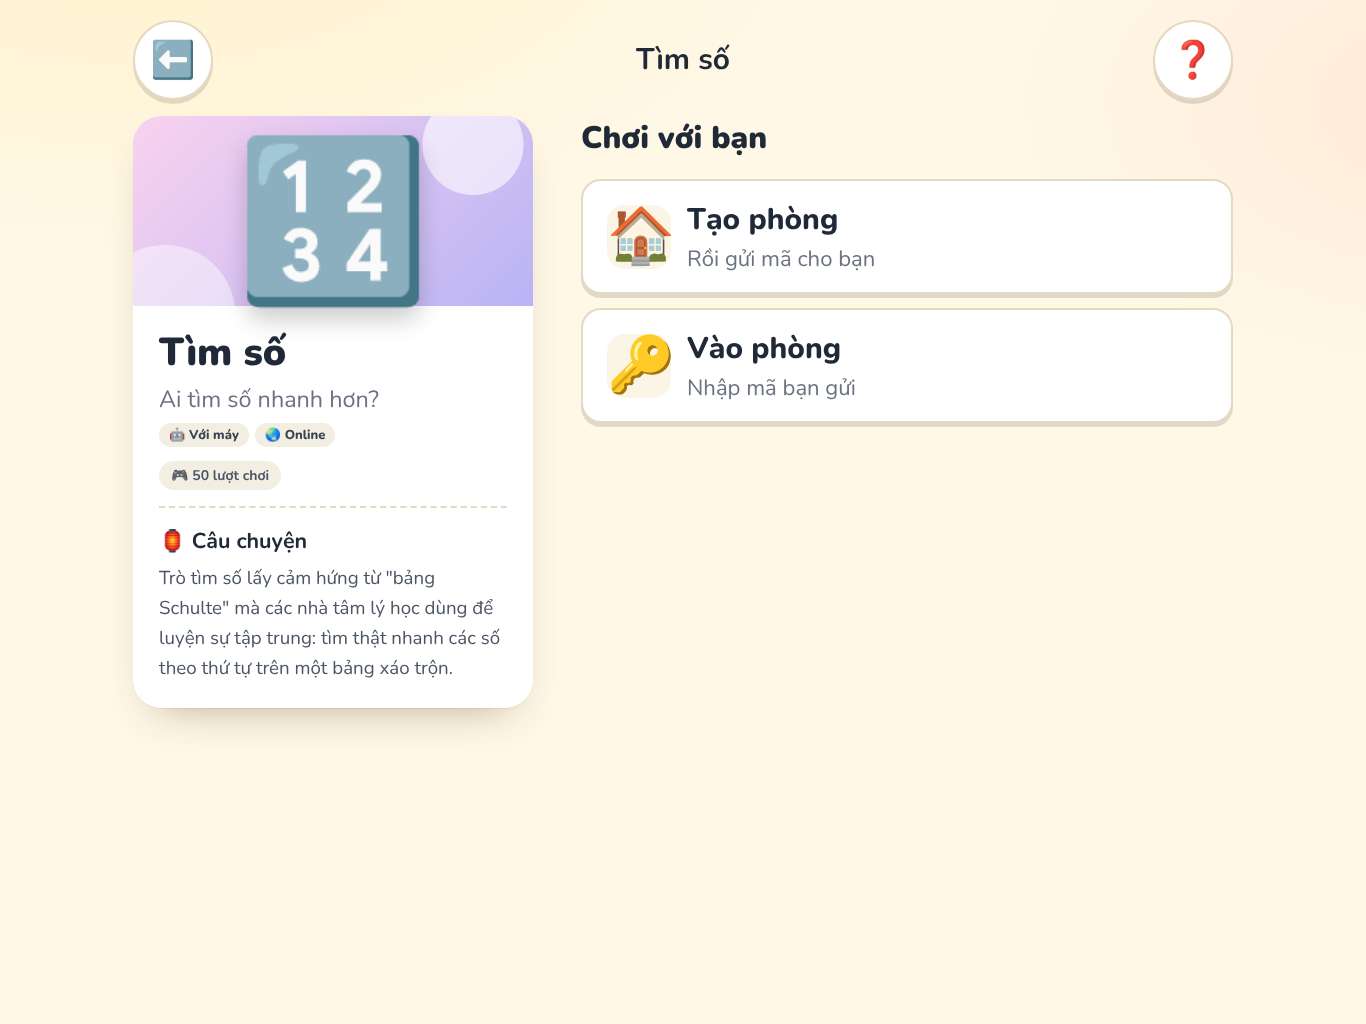 Tìm số
1 2
3 4
Tìm số
Ai tìm số nhanh hơn?
Với máy
Online
50 lượt chơi
Câu chuyện
Trò tìm số lấy cảm hứng từ "bảng
Schulte" mà các nhà tâm lý học dùng để
luyện sự tập trung: tìm thật nhanh các số
theo thứ tự trên một bảng xáo trộn.
Chơi với bạn
Tạo phòng
Rồi gửi mã cho bạn
Vào phòng
Nhập mã bạn gửi